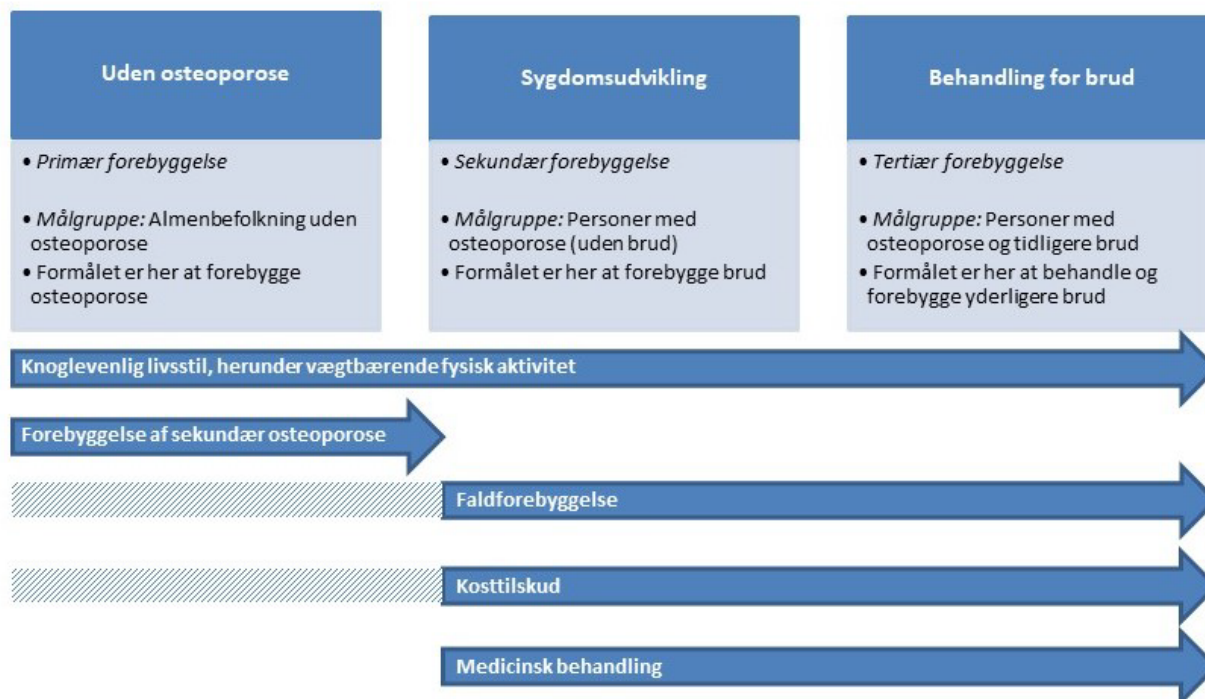 Uden osteoporose
• Primær forebyggelse
• Målgruppe: Almenbefolkning uden
osteoporose
• Formålet er her at forebygge
osteoporose
Sygdomsudvikling
• Sekundær forebyggelse
• Målgruppe: Personer med
osteoporose (uden brud)
• Formålet er her at forebygge brud
Behandling for brud
• Tertiær forebyggelse
• Målgruppe: Personer med
osteoporose og tidligere brud
• Formålet er her at behandle og
forebygge yderligere brud
Knoglevenlig livsstil, herunder vægtbærende fysisk aktivitet
Forebyggelse af sekundær osteoporose
Faldforebyggelse
Kosttilskud
Medicinsk behandling